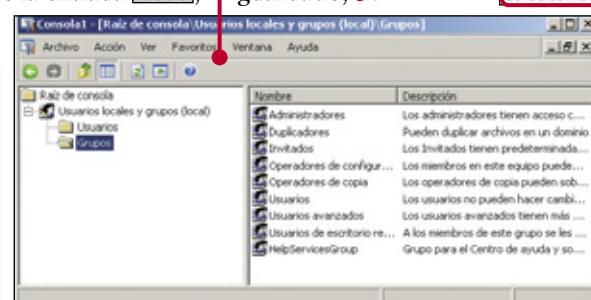 guardado,
Consola1 - [Raíz de consola\Usuarios locales y grupos (local)\Grupos]
Archivo Acción Ver Favoritos Ventana Ayuda
Raíz de consola
Usuarios locales y grupos (local)
Usuarios
Grupos
Nombre Descripción
Administradores Los administradores tienen acceso c...
Duplicadores Pueden duplicar archivos en un dominio
Invitados Los Invitados tienen predeterminada...
Operadores de configur... Los miembros en este equipo puede...
Operadores de copia Los operadores de copia pueden sob...
Usuarios Los usuarios no pueden hacer cambi...
Usuarios avanzados Los usuarios avanzados tienen más ...
Usuarios de escritorio re... A los miembros de este grupo se les ...
HelpServicesGroup Grupo para el Centro de ayuda y so...